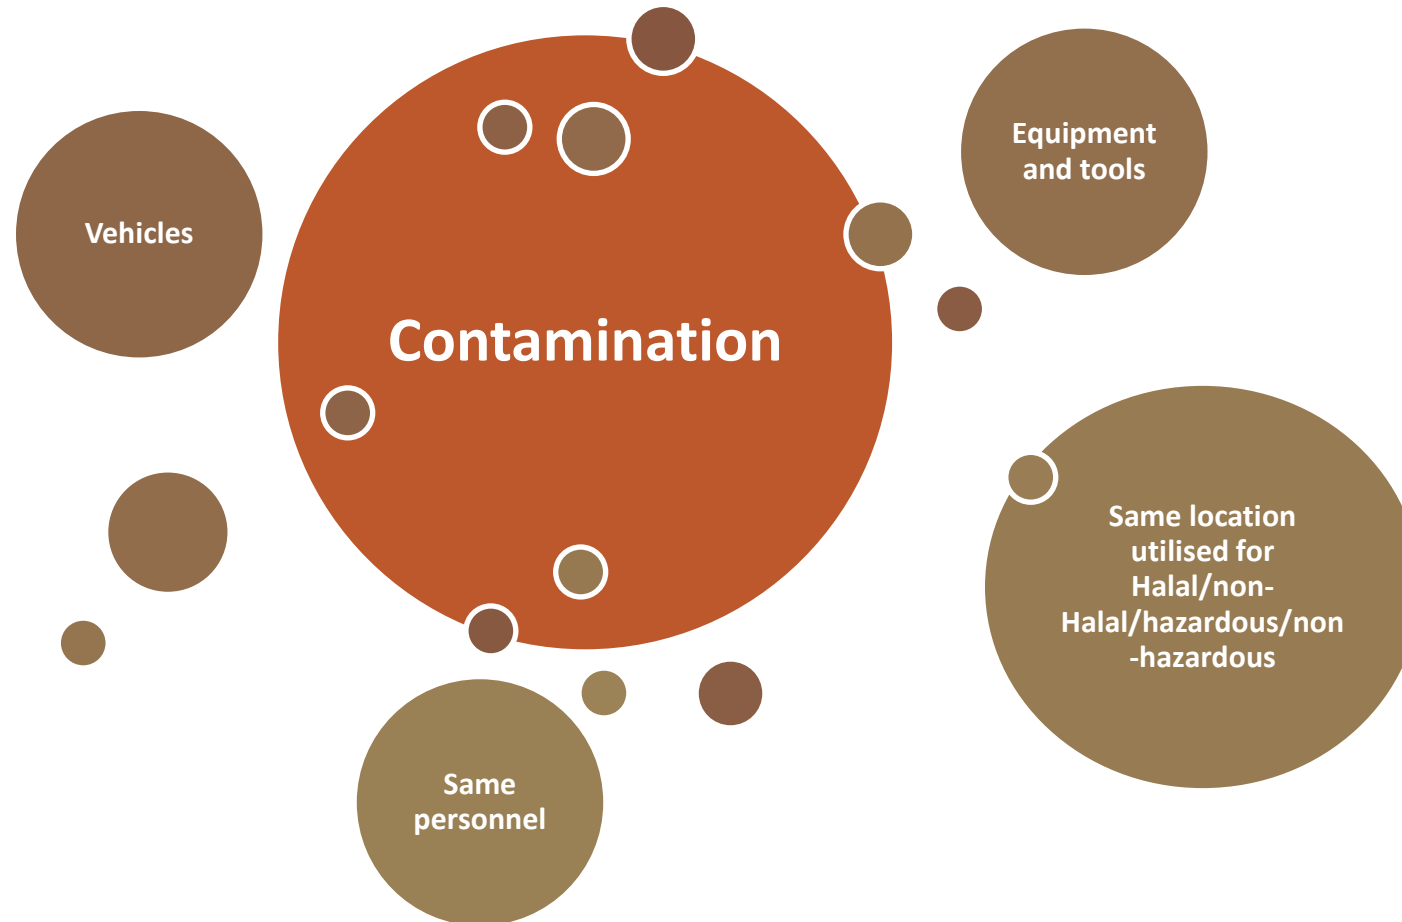 Equipment
and tools
Vehicles
Contamination
Same location
utilised for
Halal/non-
Halal/hazardous/non
-hazardous
Same
personnel